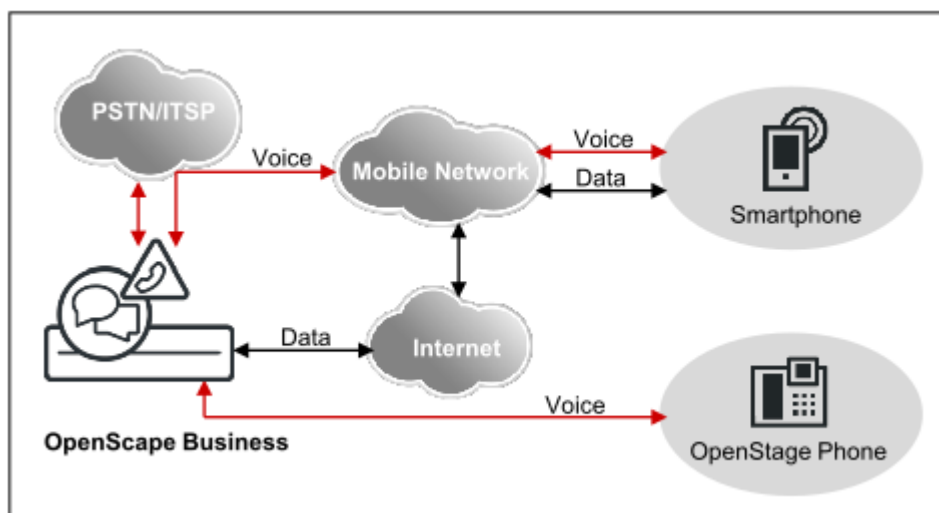 PSTN/ITSP
Voice
Mobile Network
Voice
Data
Smartphone
Data
Internet
Voice
OpenScape Business
OpenStage Phone